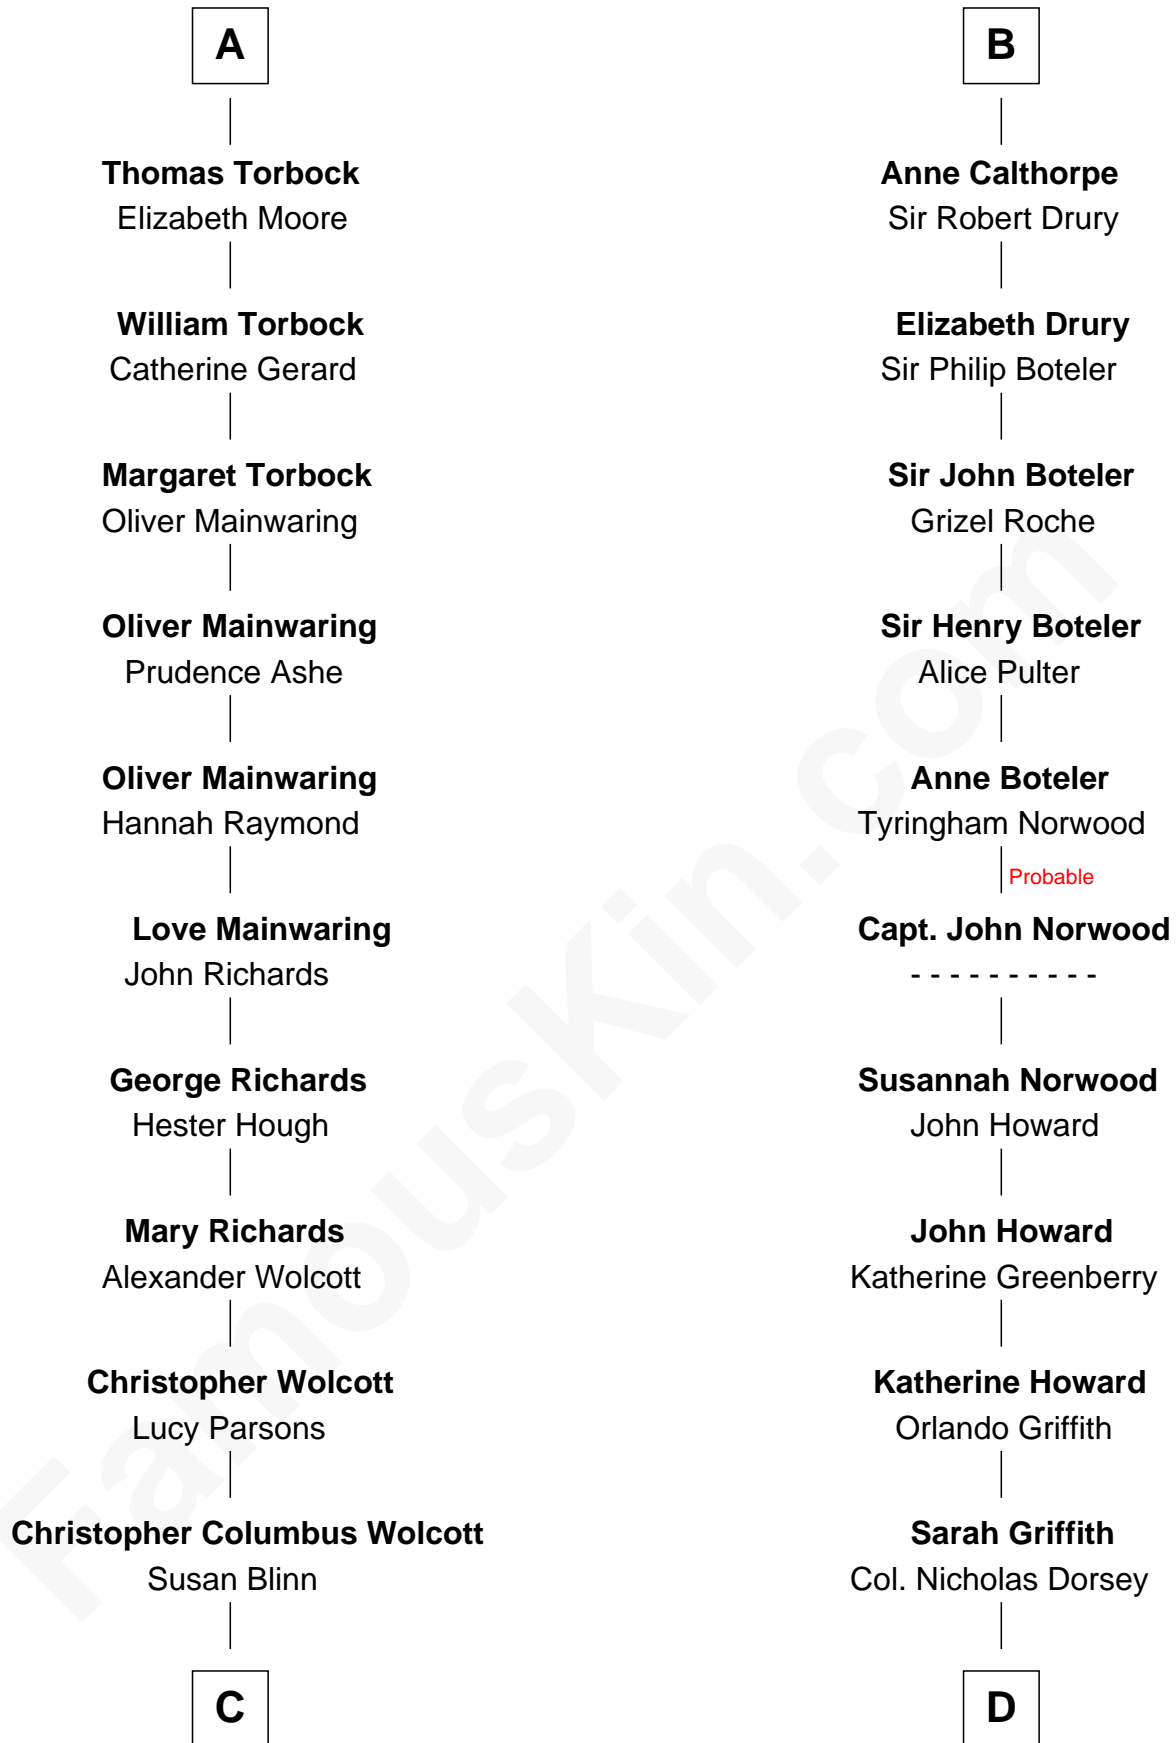 A
Thomas Torbock
Elizabeth Moore
William Torbock
Catherine Gerard
Margaret Torbock
Oliver Mainwaring
Oliver Mainwaring
Prudence Ashe
Oliver Mainwaring
Hannah Raymond
Love Mainwaring
John Richards
George Richards
Hester Hough
Mary Richards
Alexander Wolcott
Christopher Wolcott
Lucy Parsons
Christopher Columbus Wolcott
Susan Blinn
C
B
Anne Calthorpe
Sir Robert Drury
Elizabeth Drury
Sir Philip Boteler
Sir John Boteler
Grizel Roche
Sir Henry Boteler
Alice Pulter
Anne Boteler
Tyringham Norwood
Probable
Capt. John Norwood
- - - - - - - - - -
Susannah Norwood
John Howard
John Howard
Katherine Greenberry
Katherine Howard
Orlando Griffith
Sarah Griffith
Col. Nicholas Dorsey
D
FamousKin.com